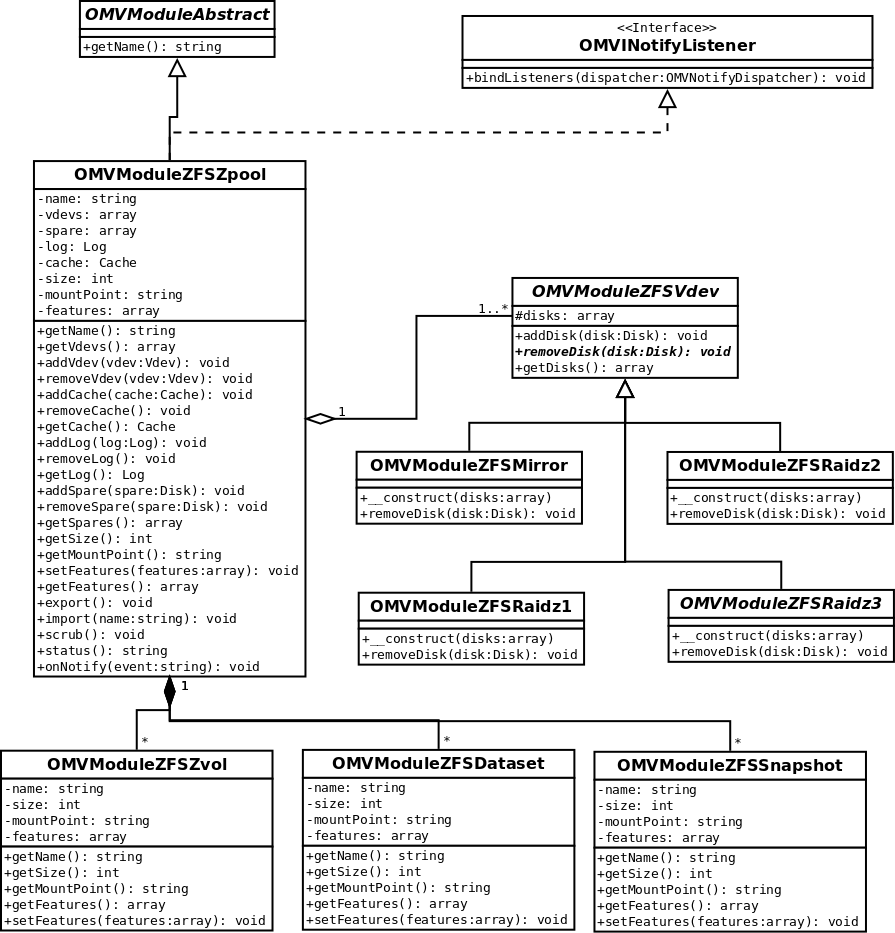 OMVModuleAbstract
+getName(): string
<<Interface>>
OMVINotifyListener
+bindListeners(dispatcher:OMVNotifyDispatcher): void
OMVModuleZFSZpool
-name: string
-vdevs: array
-spare: array
-log: Log
-cache: Cache
-size: int
-mountPoint: string
-features: array
+getName(): string
+getVdevs(): array
+addVdev(vdev:Vdev): void
+removeVdev(vdev:Vdev): void
+addCache(cache:Cache): void
+removeCache(): void
+getCache(): Cache
+addLog(log:Log): void
+removeLog(): void
+getLog(): Log
+addSpare(spare:Disk): void
+removeSpare(spare:Disk): void
+getSpares(): array
+getSize(): int
+getMountPoint(): string
+setFeatures(features:array): void
+getFeatures(): array
+export(): void
+import(name:string): void
+scrub(): void
+status(): string
+onNotify(event:string): void
1
1..*
OMVModuleZFSVdev
#disks: array
+addDisk(disk:Disk): void
+removeDisk(disk:Disk): void
+getDisks(): array
OMVModuleZFSMirror
+__construct(disks:array)
+removeDisk(disk:Disk): void
OMVModuleZFSRaidz2
+__construct(disks:array)
+removeDisk(disk:Disk): void
OMVModuleZFSRaidz1
+__construct(disks:array)
+removeDisk(disk:Disk): void
OMVModuleZFSRaidz3
+__construct(disks:array)
+removeDisk(disk:Disk): void
1
*
*
*
OMVModuleZFSZvol
-name: string
-size: int
-mountPoint: string
-features: array
+getName(): string
+getSize(): int
+getMountPoint(): string
+getFeatures(): array
+setFeatures(features:array): void
OMVModuleZFSDataset
-name: string
-size: int
-mountPoint: string
-features: array
+getName(): string
+getSize(): int
+getMountPoint(): string
+getFeatures(): array
+setFeatures(features:array): void
OMVModuleZFSSnapshot
-name: string
-size: int
-mountPoint: string
-features: array
+getName(): string
+getSize(): int
+getMountPoint(): string
+getFeatures(): array
+setFeatures(features:array): void